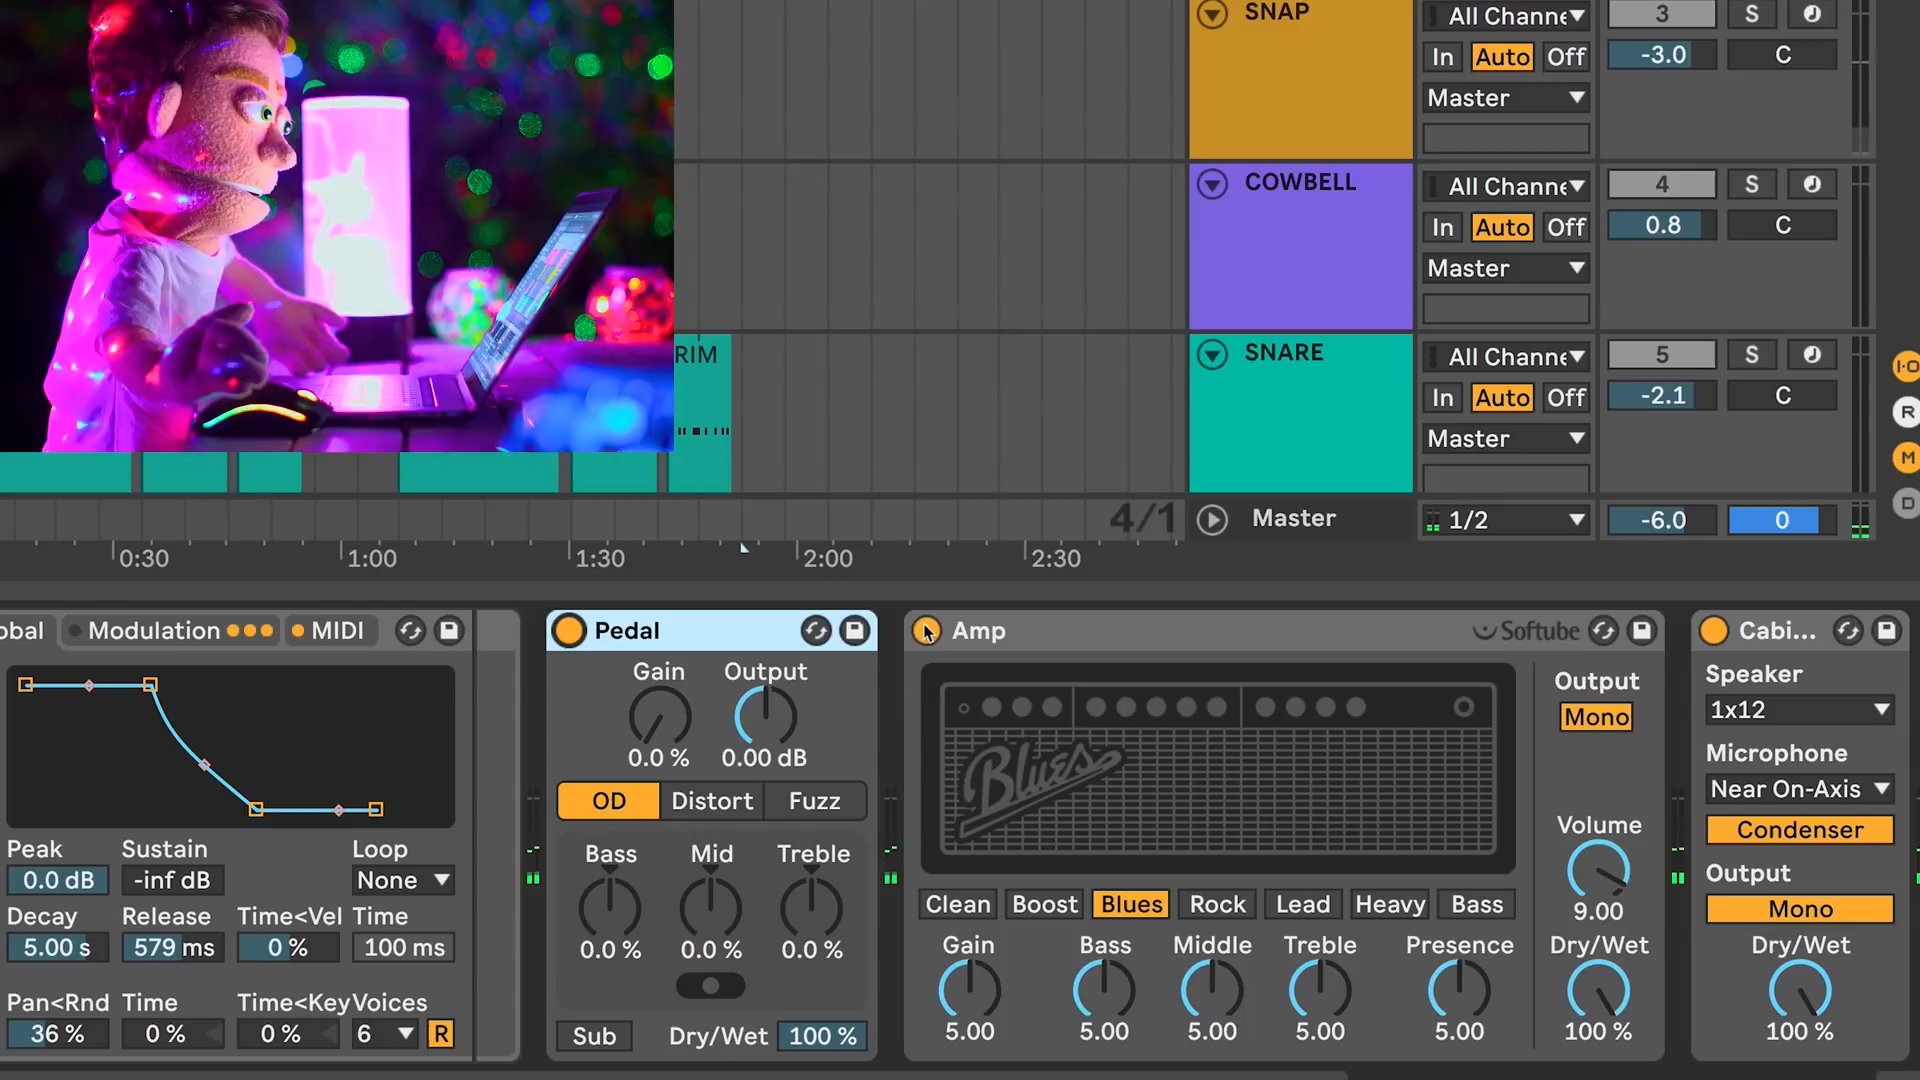 SNAP
All Channe
3
S
In Auto Off
-3.0
C
Master
COWBELL
All Channe
4
S
In Auto Off
0.8
C
Master
RIM
SNARE
All Channe
5
S
In Auto Off
-2.1
C
Master
I·O
R
M
D
4/1
Master
1/2
-6.0
0
0:30
1:00
1:30
2:00
2:30
obal
Modulation
MIDI
Peak
Sustain
Loop
0.0 dB
-inf dB
None
Decay
Release
Time<Vel
Time
5.00 s
579 ms
0 %
100 ms
Pan<Rnd
Time
Time<Key
Voices
36 %
0 %
0 %
6
R
Pedal
Gain
Output
0.0 %
0.00 dB
OD
Distort
Fuzz
Bass
Mid
Treble
0.0 %
0.0 %
0.0 %
Sub
Dry/Wet
100 %
Amp
Softube
Blues
Output
Mono
Volume
9.00
Clean
Boost
Blues
Rock
Lead
Heavy
Bass
Gain
Bass
Middle
Treble
Presence
Dry/Wet
5.00
5.00
5.00
5.00
5.00
100 %
Cabi...
Speaker
1x12
Microphone
Near On-Axis
Condenser
Output
Mono
Dry/Wet
100 %